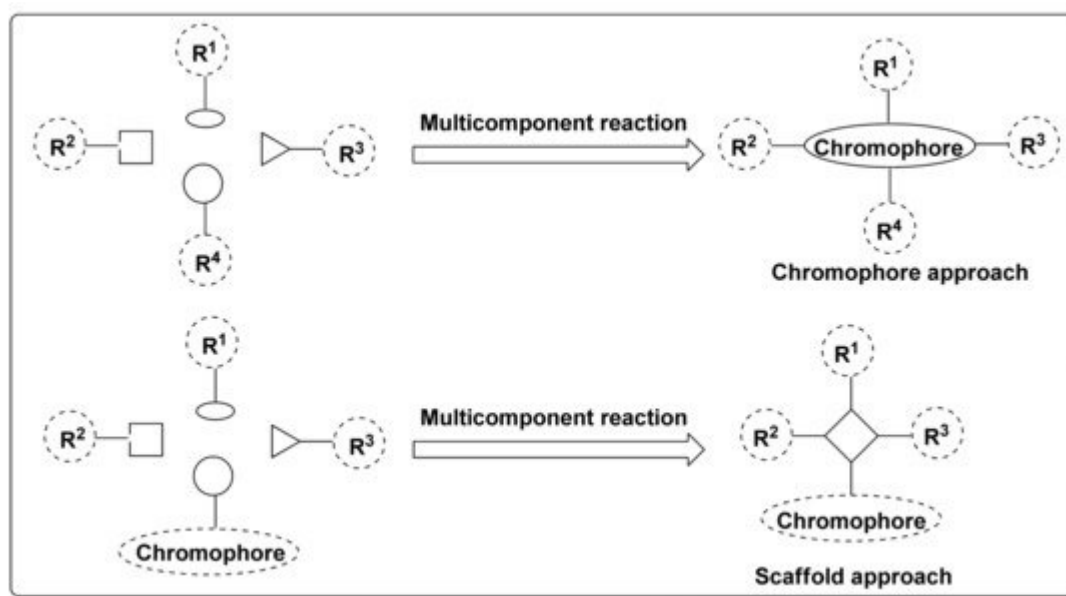 R1
R2
R3
R4
Multicomponent reaction
R1
R2
Chromophore
R3
R4
Chromophore approach
R1
R2
R3
Chromophore
Multicomponent reaction
R1
R2
R3
Chromophore
Scaffold approach